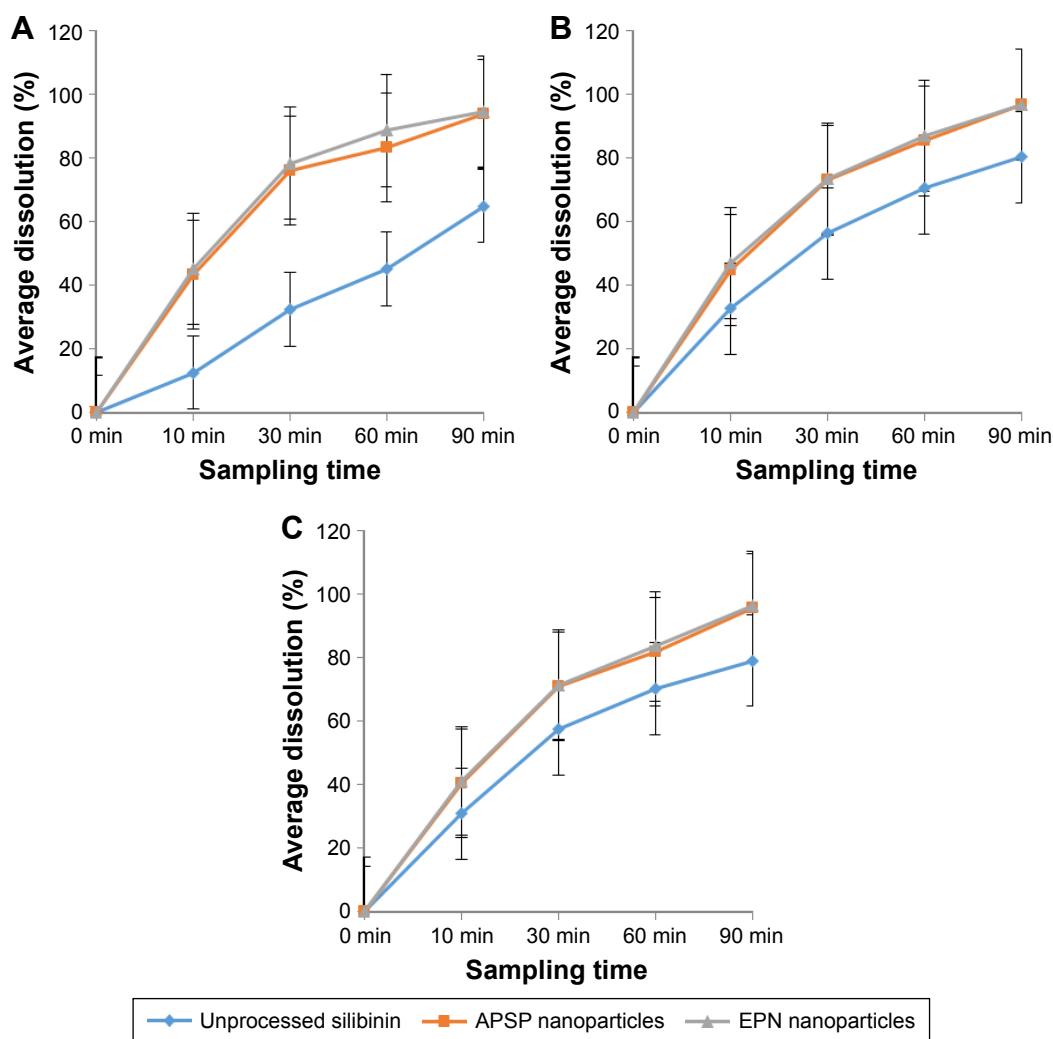 A
Average dissolution (%)
120
100
80
60
40
20
0
0 min 10 min 30 min 60 min 90 min
Sampling time
B
Average dissolution (%)
120
100
80
60
40
20
0
0 min 10 min 30 min 60 min 90 min
Sampling time
C
Average dissolution (%)
120
100
80
60
40
20
0
0 min 10 min 30 min 60 min 90 min
Sampling time
Unprocessed silibinin APSP nanoparticles EPN nanoparticles